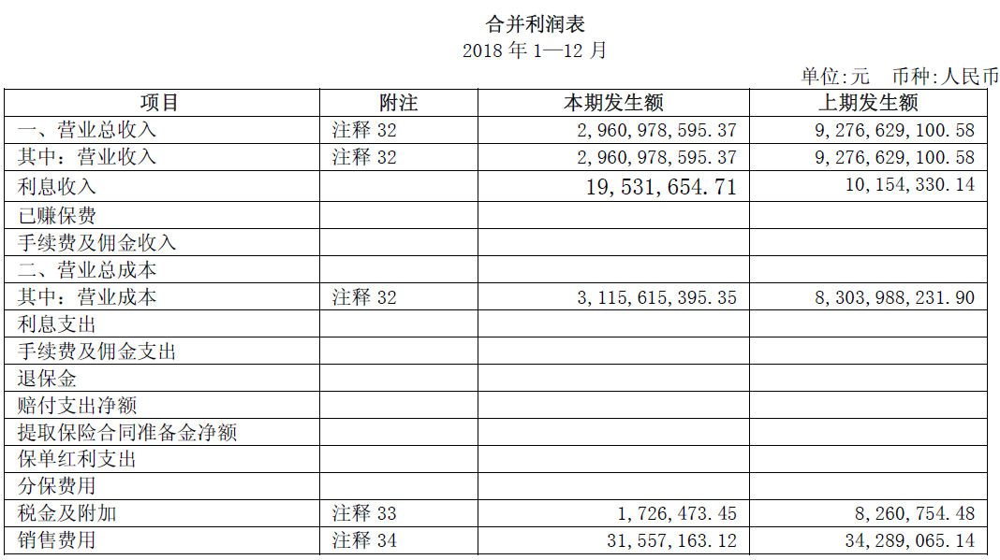 合并利润表
2018 年 1—12 月
单位:元 币种:人民币
项目 附注 本期发生额 上期发生额
一、营业总收入 注释 32 2,960,978,595.37 9,276,629,100.58
其中: 营业收入 注释 32 2,960,978,595.37 9,276,629,100.58
利息收入 19,531,654.71 10,154,330.14
已赚保费
手续费及佣金收入
二、营业总成本
其中: 营业成本 注释 32 3,115,615,395.35 8,303,988,231.90
利息支出
手续费及佣金支出
退保金
赔付支出净额
提取保险合同准备金净额
保单红利支出
分保费用
税金及附加 注释 33 1,726,473.45 8,260,754.48
销售费用 注释 34 31,557,163.12 34,289,065.14